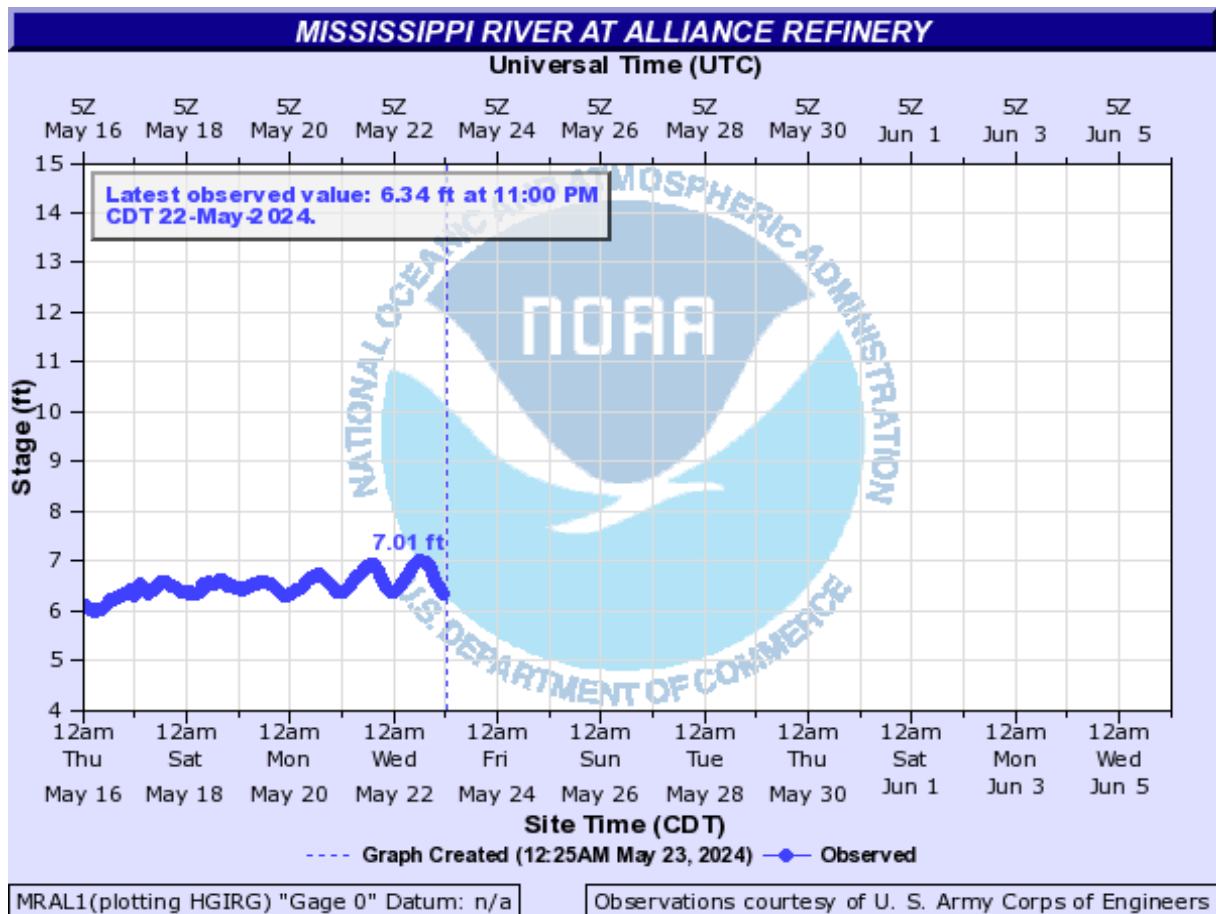 MISSISSIPPI RIVER AT ALLIANCE REFINERY
Universal Time (UTC)
5Z 5Z 5Z 5Z 5Z 5Z 5Z 5Z 5Z 5Z 5Z
May 16 May 18 May 20 May 22 May 24 May 26 May 28 May 30 Jun 1 Jun 3 Jun 5
15
Latest observed value: 6.34 ft at 11:00 PM
CDT 22-May-2024.
14
13
12
11
10
9
8
7
6
5
4
Stage (ft)
NATIONAL OCEANIC AND ATMOSPHERIC ADMINISTRATION
NOAA
U.S. DEPARTMENT OF COMMERCE
7.01 ft
12am 12am 12am 12am 12am 12am 12am 12am 12am 12am 12am
Thu Sat Mon Wed Fri Sun Tue Thu Sat Mon Wed
May 16 May 18 May 20 May 22 May 24 May 26 May 28 May 30 Jun 1 Jun 3 Jun 5
Site Time (CDT)
Graph Created (12:25AM May 23, 2024) Observed
MRAL1(plotting HGIRG) "Gage 0" Datum: n/a
Observations courtesy of U. S. Army Corps of Engineers